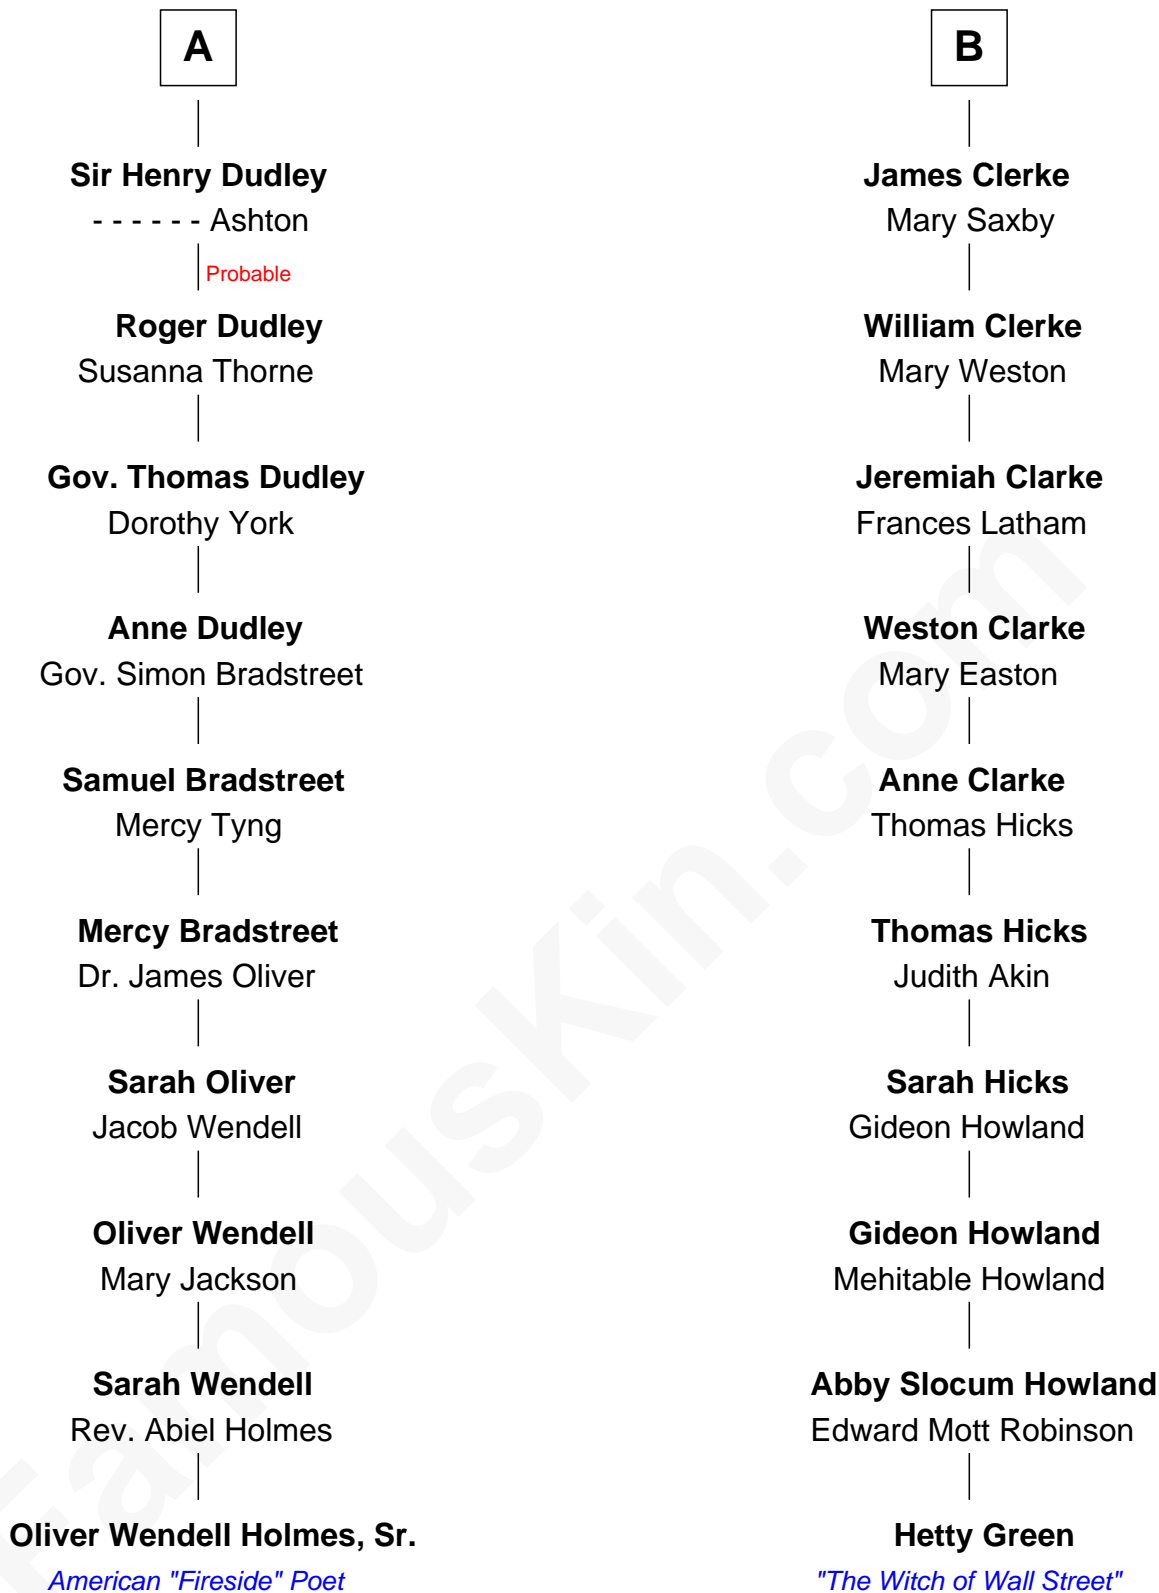 A
Sir Henry Dudley
- - - - - - Ashton
Probable
Roger Dudley
Susanna Thorne
Gov. Thomas Dudley
Dorothy York
Anne Dudley
Gov. Simon Bradstreet
Samuel Bradstreet
Mercy Tyng
Mercy Bradstreet
Dr. James Oliver
Sarah Oliver
Jacob Wendell
Oliver Wendell
Mary Jackson
Sarah Wendell
Rev. Abiel Holmes
Oliver Wendell Holmes, Sr.
American "Fireside" Poet
B
James Clerke
Mary Saxby
William Clerke
Mary Weston
Jeremiah Clarke
Frances Latham
Weston Clarke
Mary Easton
Anne Clarke
Thomas Hicks
Thomas Hicks
Judith Akin
Sarah Hicks
Gideon Howland
Gideon Howland
Mehitable Howland
Abby Slocum Howland
Edward Mott Robinson
Hetty Green
"The Witch of Wall Street"
FamousKin.com